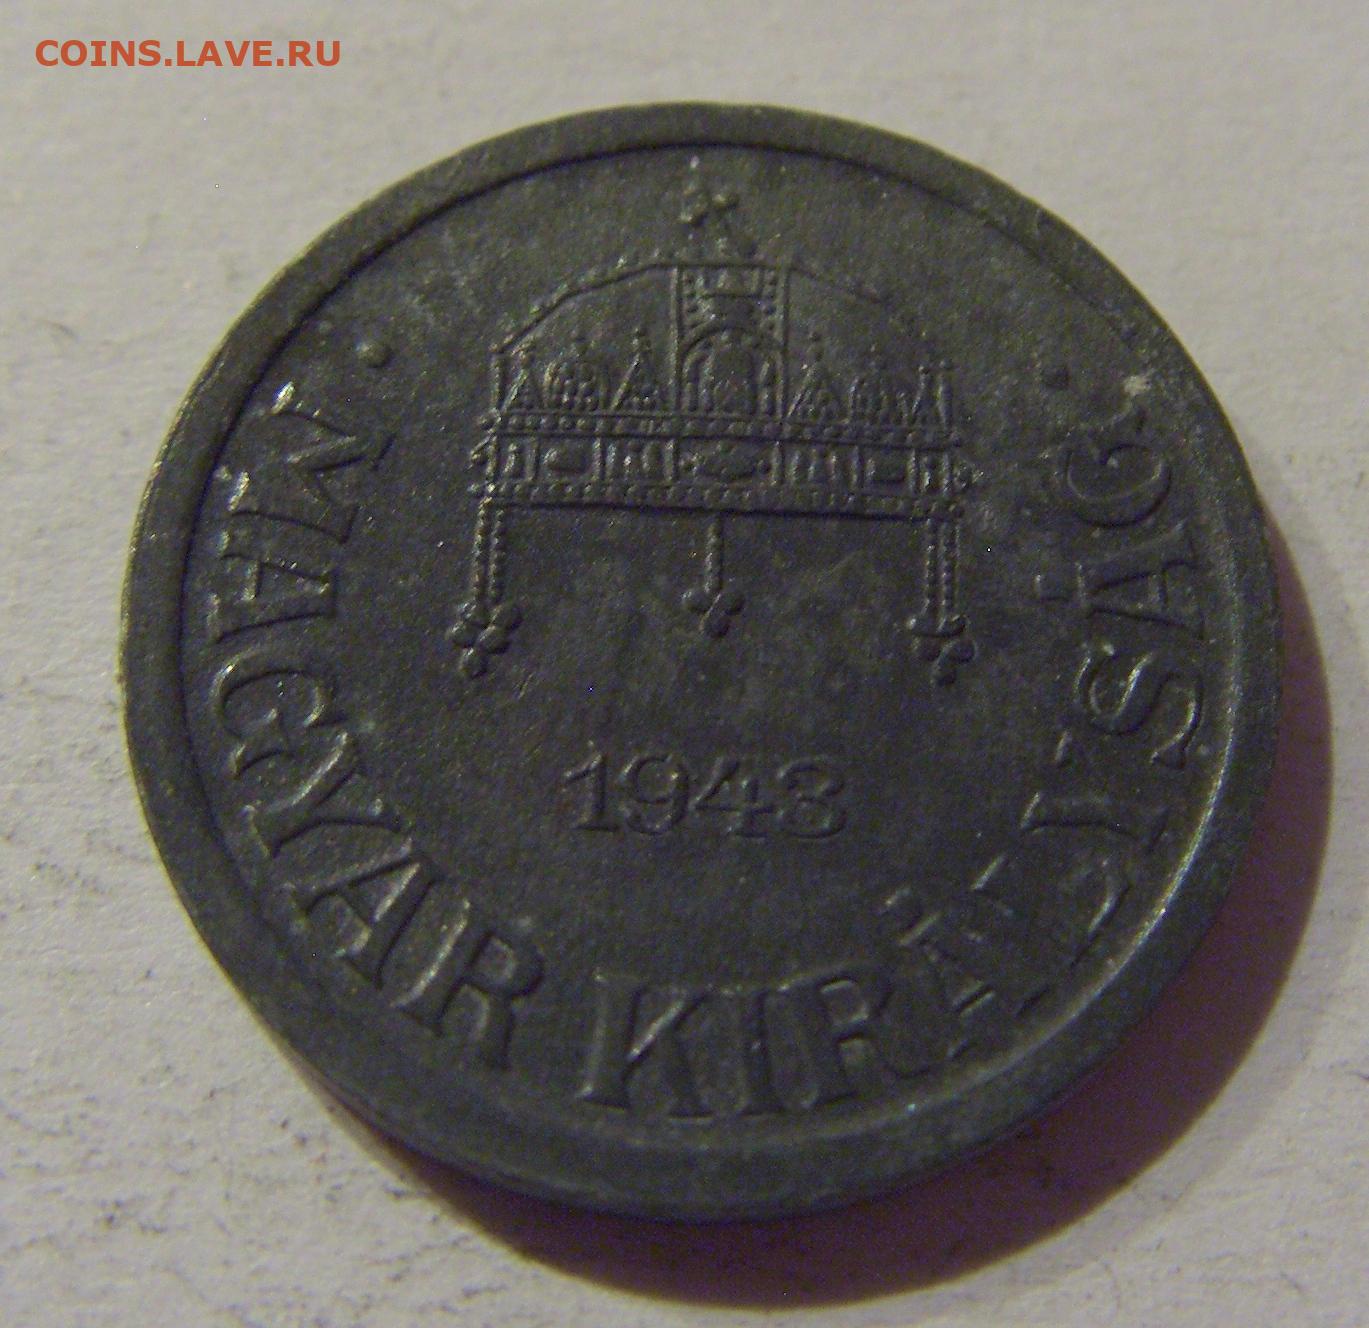 COINS.LAVE.RU
· MAGYAR KIRÁLYSÁG ·
1943